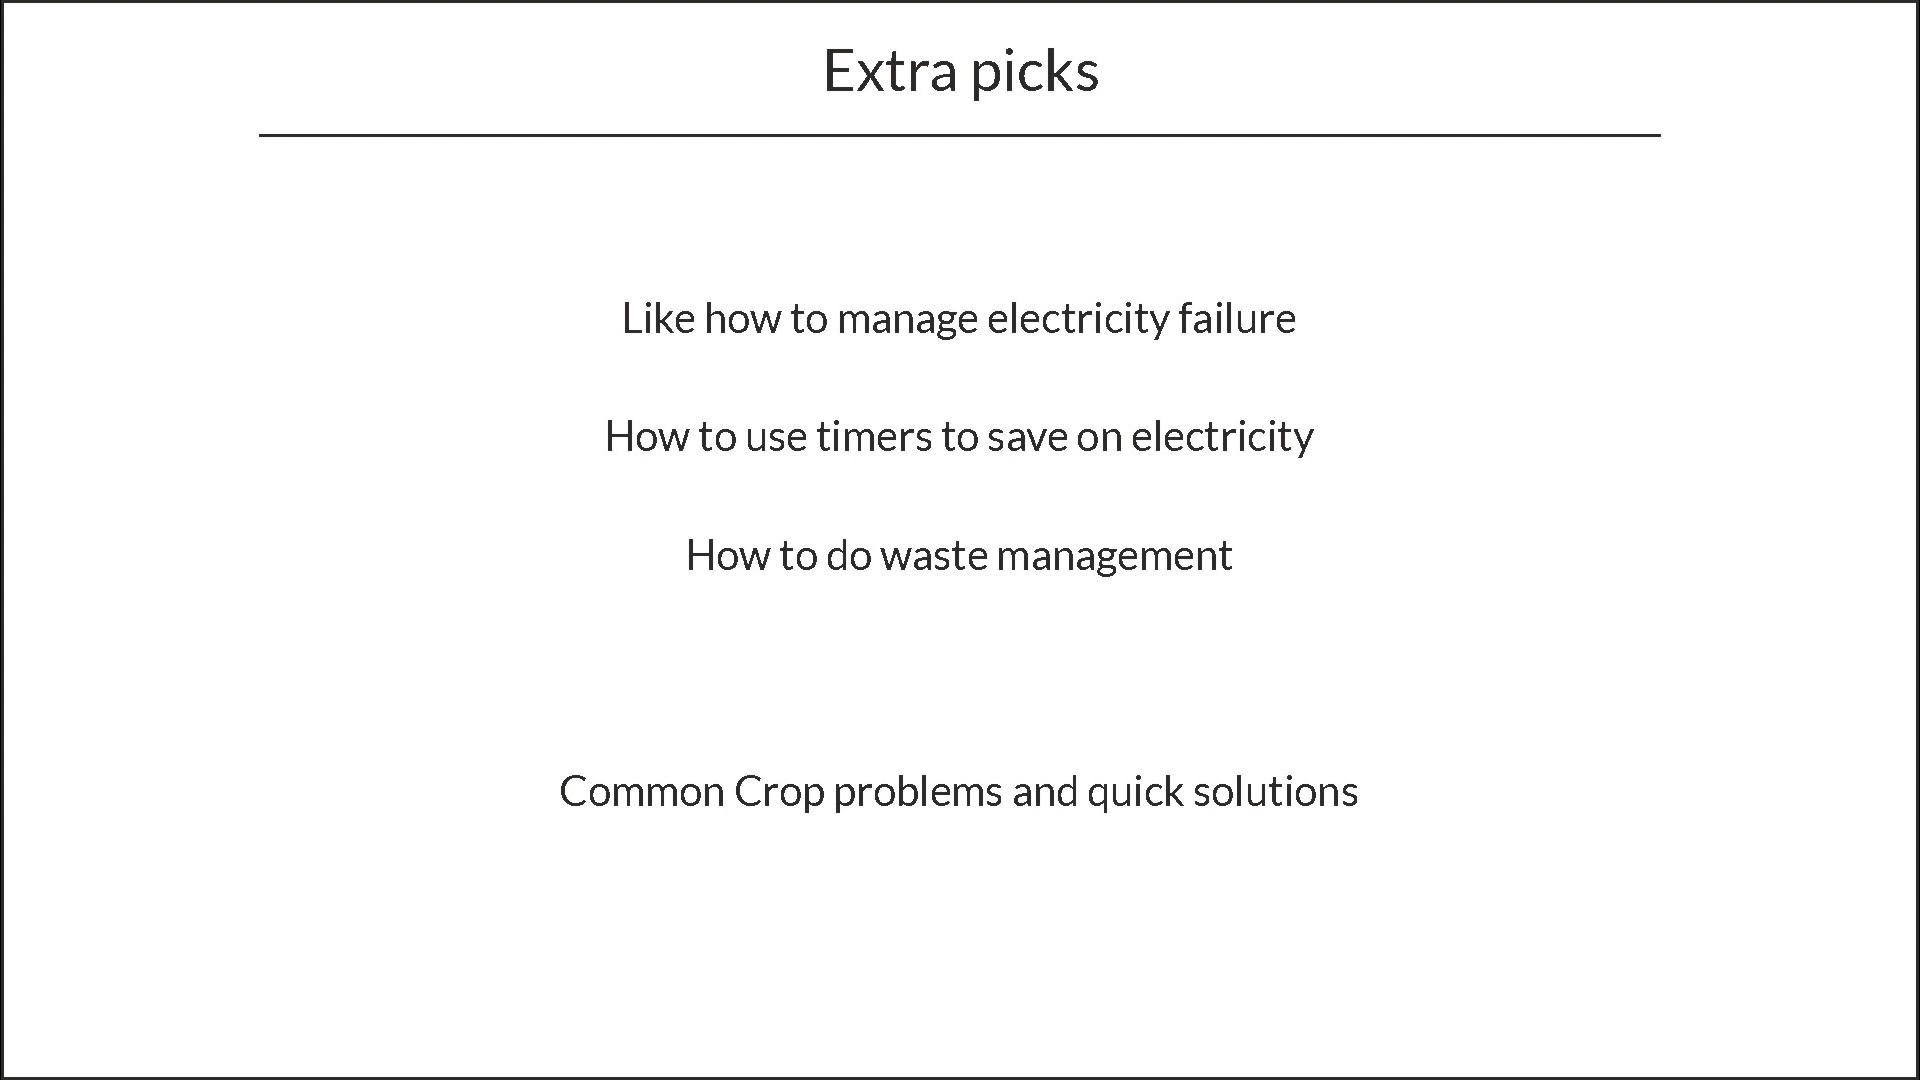 Extra picks
Like how to manage electricity failure
How to use timers to save on electricity
How to do waste management
Common Crop problems and quick solutions